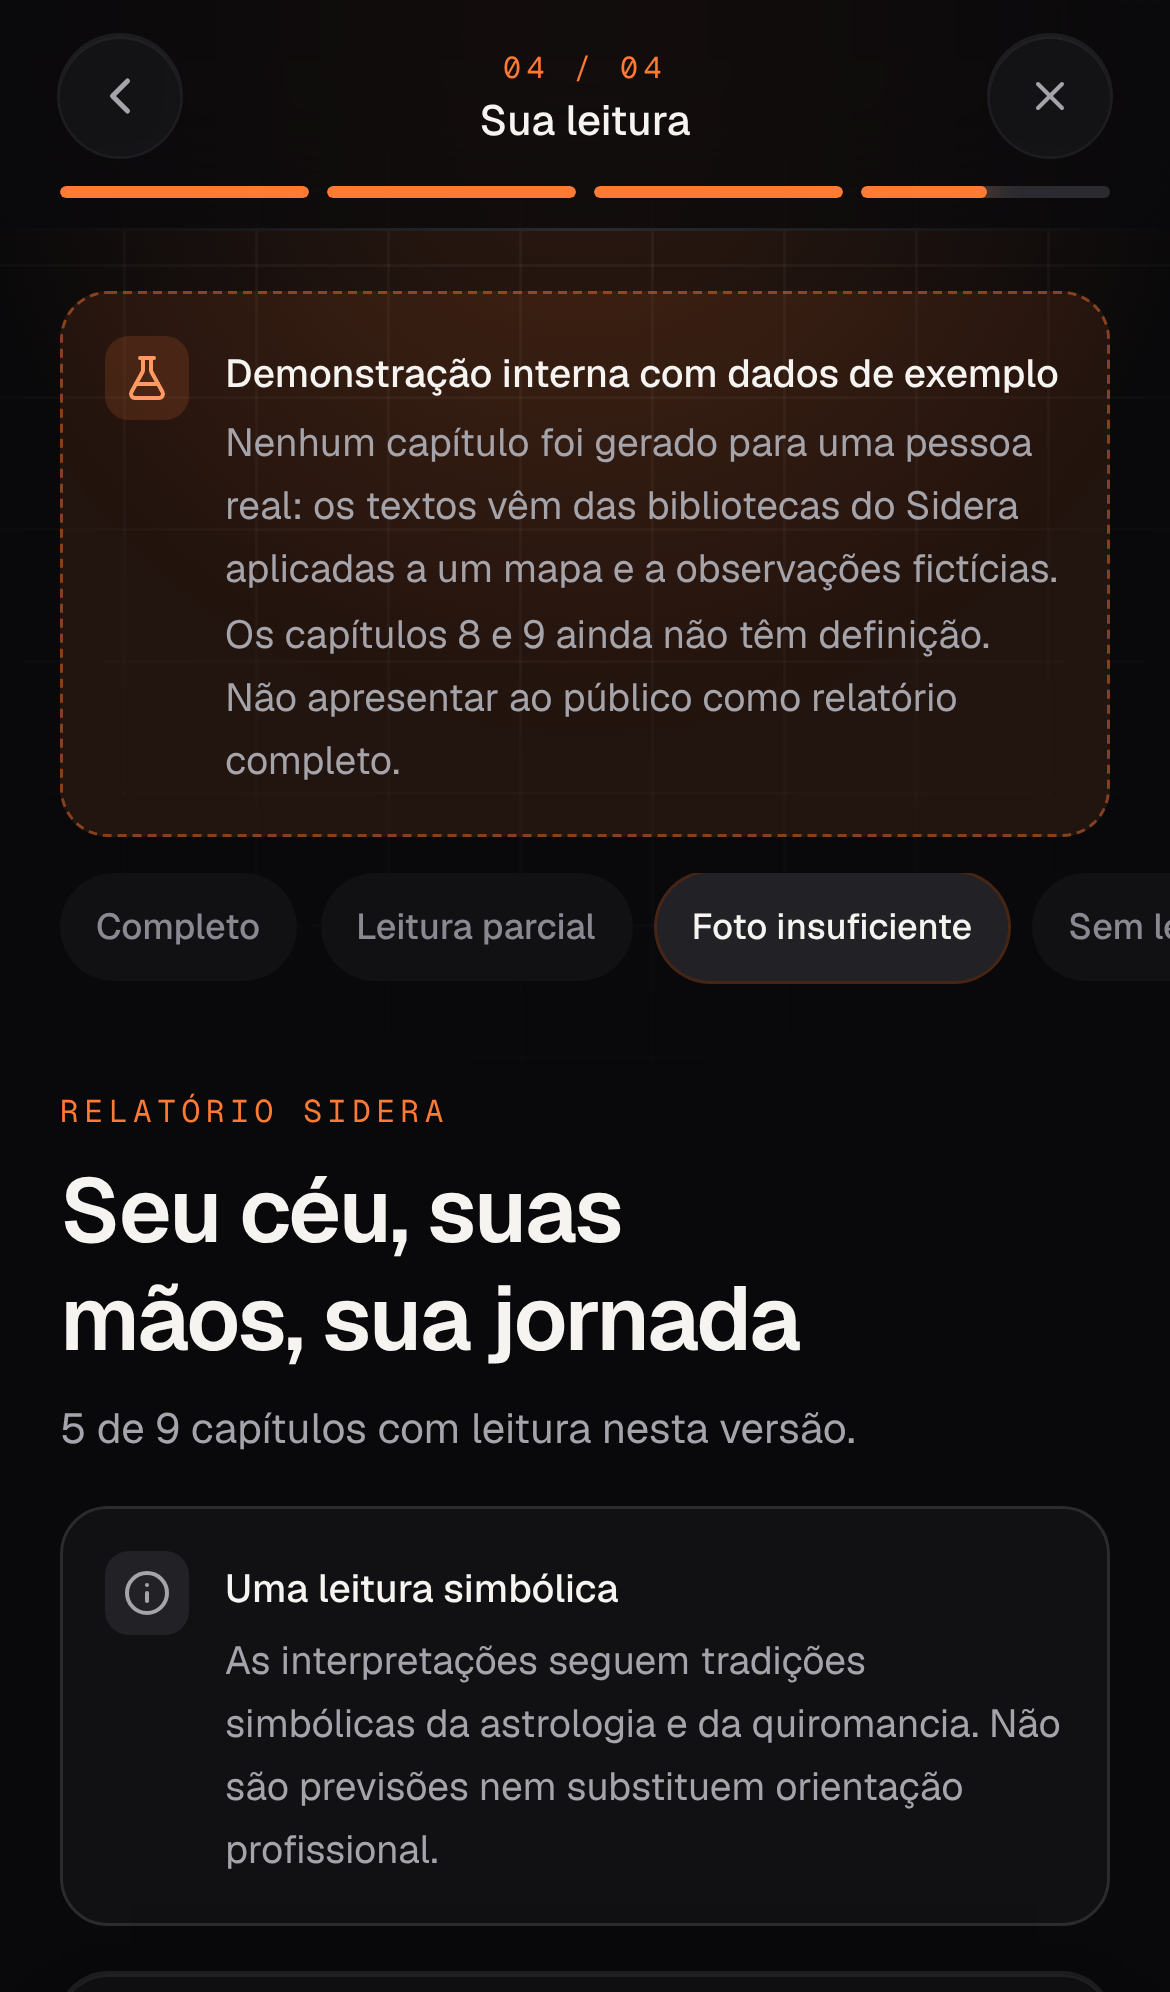 04 / 04
Sua leitura
Demonstração interna com dados de exemplo
Nenhum capítulo foi gerado para uma pessoa
real: os textos vêm das bibliotecas do Sidera
aplicadas a um mapa e a observações fictícias.
Os capítulos 8 e 9 ainda não têm definição.
Não apresentar ao público como relatório
completo.
Completo
Leitura parcial
Foto insuficiente
Sem
RELATÓRIO SIDERA
Seu céu, suas
mãos, sua jornada
5 de 9 capítulos com leitura nesta versão.
Uma leitura simbólica
As interpretações seguem tradições
simbólicas da astrologia e da quiromancia. Não
são previsões nem substituem orientação
profissional.